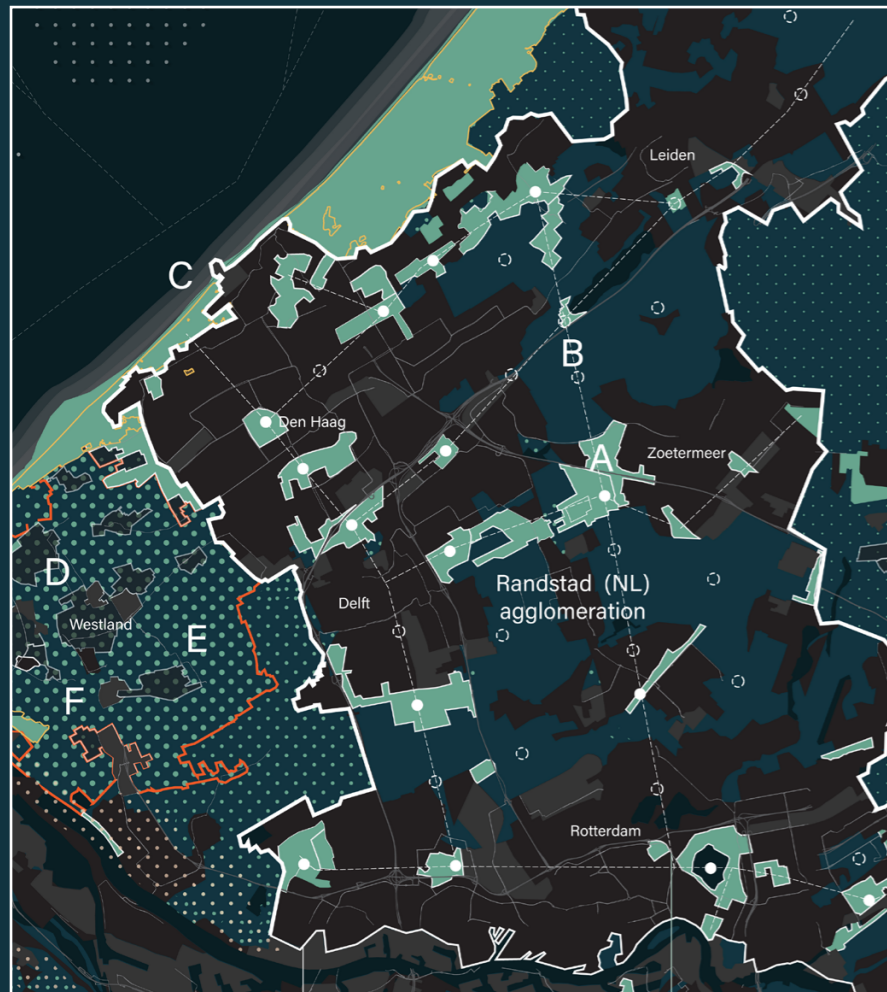 Leiden
C
B
Den Haag
A
Zoetermeer
D
Randstad (NL)
agglomeration
Delft
Westland
E
F
Rotterdam